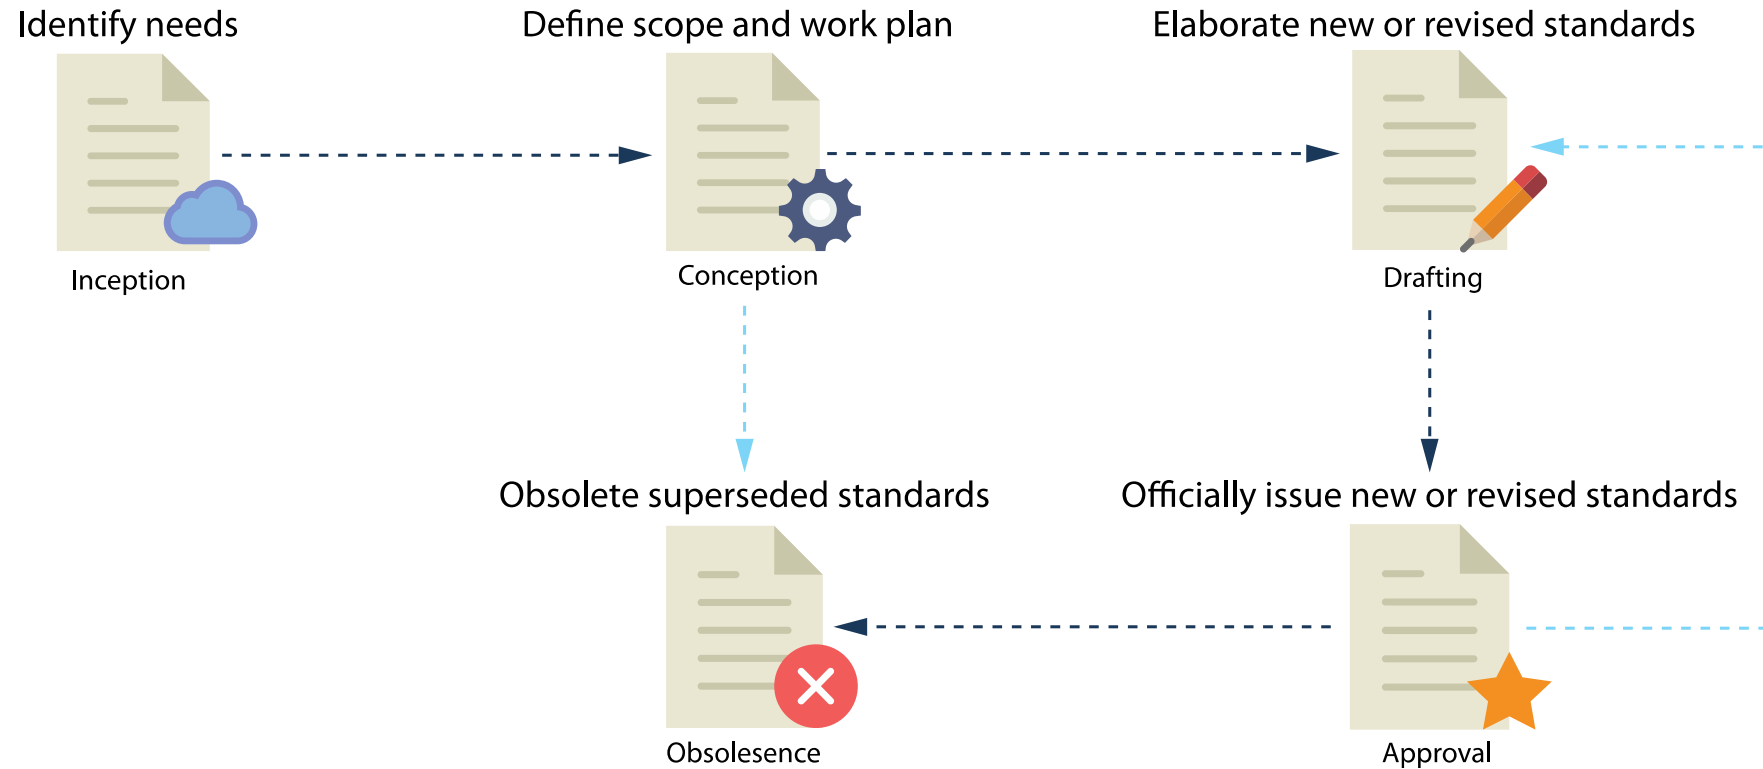 Identify needs
Define scope and work plan
Elaborate new or revised standards
Inception
Conception
Drafting
Obsolete superseded standards
Officially issue new or revised standards
Obsolesence
Approval